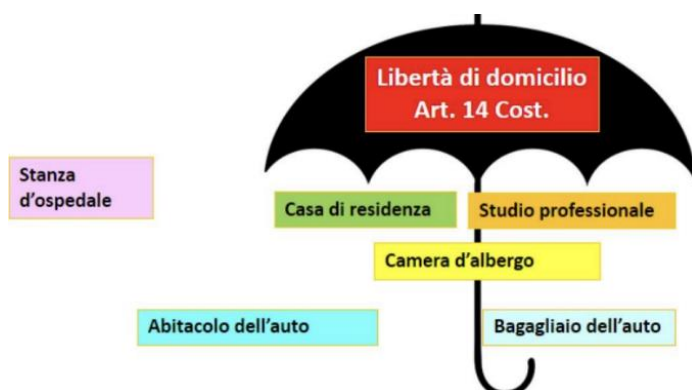 Libertà di domicilio
Art. 14 Cost.
Stanza
d'ospedale
Casa di residenza
Studio professionale
Camera d'albergo
Abitacolo dell'auto
Bagagliaio dell'auto